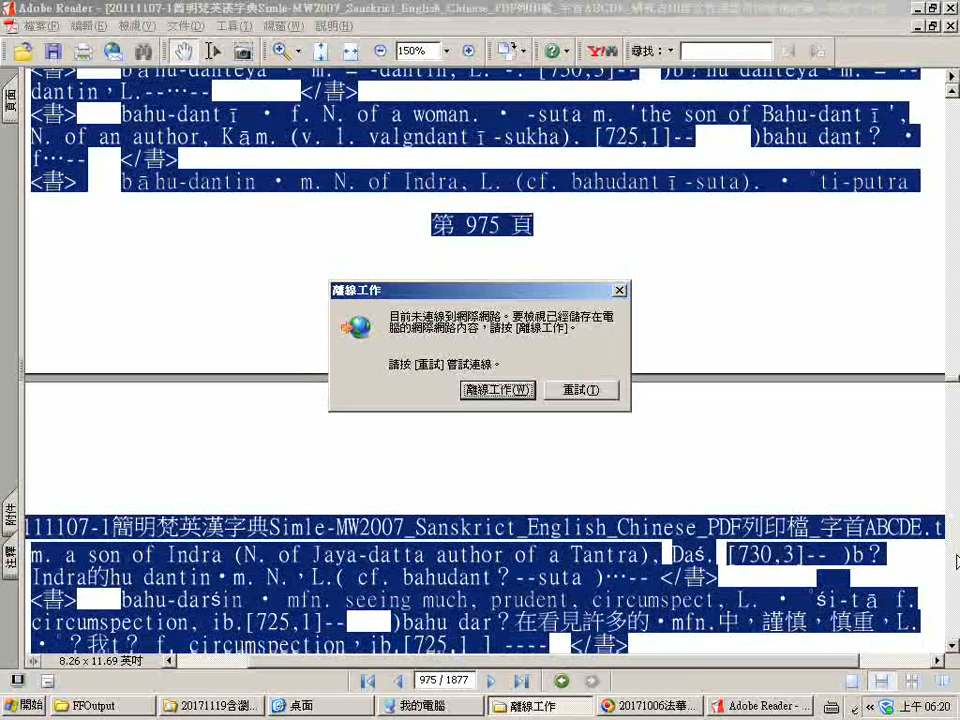 Adobe Reader - [20111107-1簡明梵英漢字典Simle-MW2007_Sanskrict_English_Chinese_PDF列印檔_字首ABCDE
檔案(F) 編輯(E) 檢視(V) 文件(D) 工具(T) 視窗(W) 說明(H)
150% Y! 尋找：
頁面
<書> bāhu-danteya · m. = -dantin, L. -. [730,3]-- )b？hu danteya·m. = --
dantin，L.--…-- </書>
<書> bahu-dantī · f. N. of a woman. · -suta m. 'the son of Bahu-dantī',
N. of an author, Kām. (v. l. valgndantī-sukha). [725,1]-- )bahu dant？ ·
f…-- </書>
<書> bāhu-dantin · m. N. of Indra, L. (cf. bahudantī-suta). · ˚ti-putra
第 975 頁
離線工作
目前未連線到網際網路。要檢視已經儲存在電
腦的網際網路內容，請按 [離線工作]。
請按 [重試] 嘗試連線。
離線工作(W) 重試(T)
附件
注釋
111107-1簡明梵英漢字典Simle-MW2007_Sanskrict_English_Chinese_PDF列印檔_字首ABCDE.t
m. a son of Indra (N. of Jaya-datta author of a Tantra), Daś. [730,3]-- )b？
Indra的hu dantin·m. N.，L.( cf. bahudant？--suta )…-- </書>
<書> bahu-darśin · mfn. seeing much, prudent, circumspect, L. · ˚śi-tā f.
circumspection, ib.[725,1]-- )bahu dar？在看見許多的·mfn.中，謹慎，慎重，L.
·˚？我t？ f. circumspection，ib.[725,1 ] ---- </書>
8.26 x 11.69 英吋
975 / 1877
開始 FFOutput 20171119含瀏... 桌面 我的電腦 離線工作 20171006法華... Adobe Reader - ... 上午 06:20